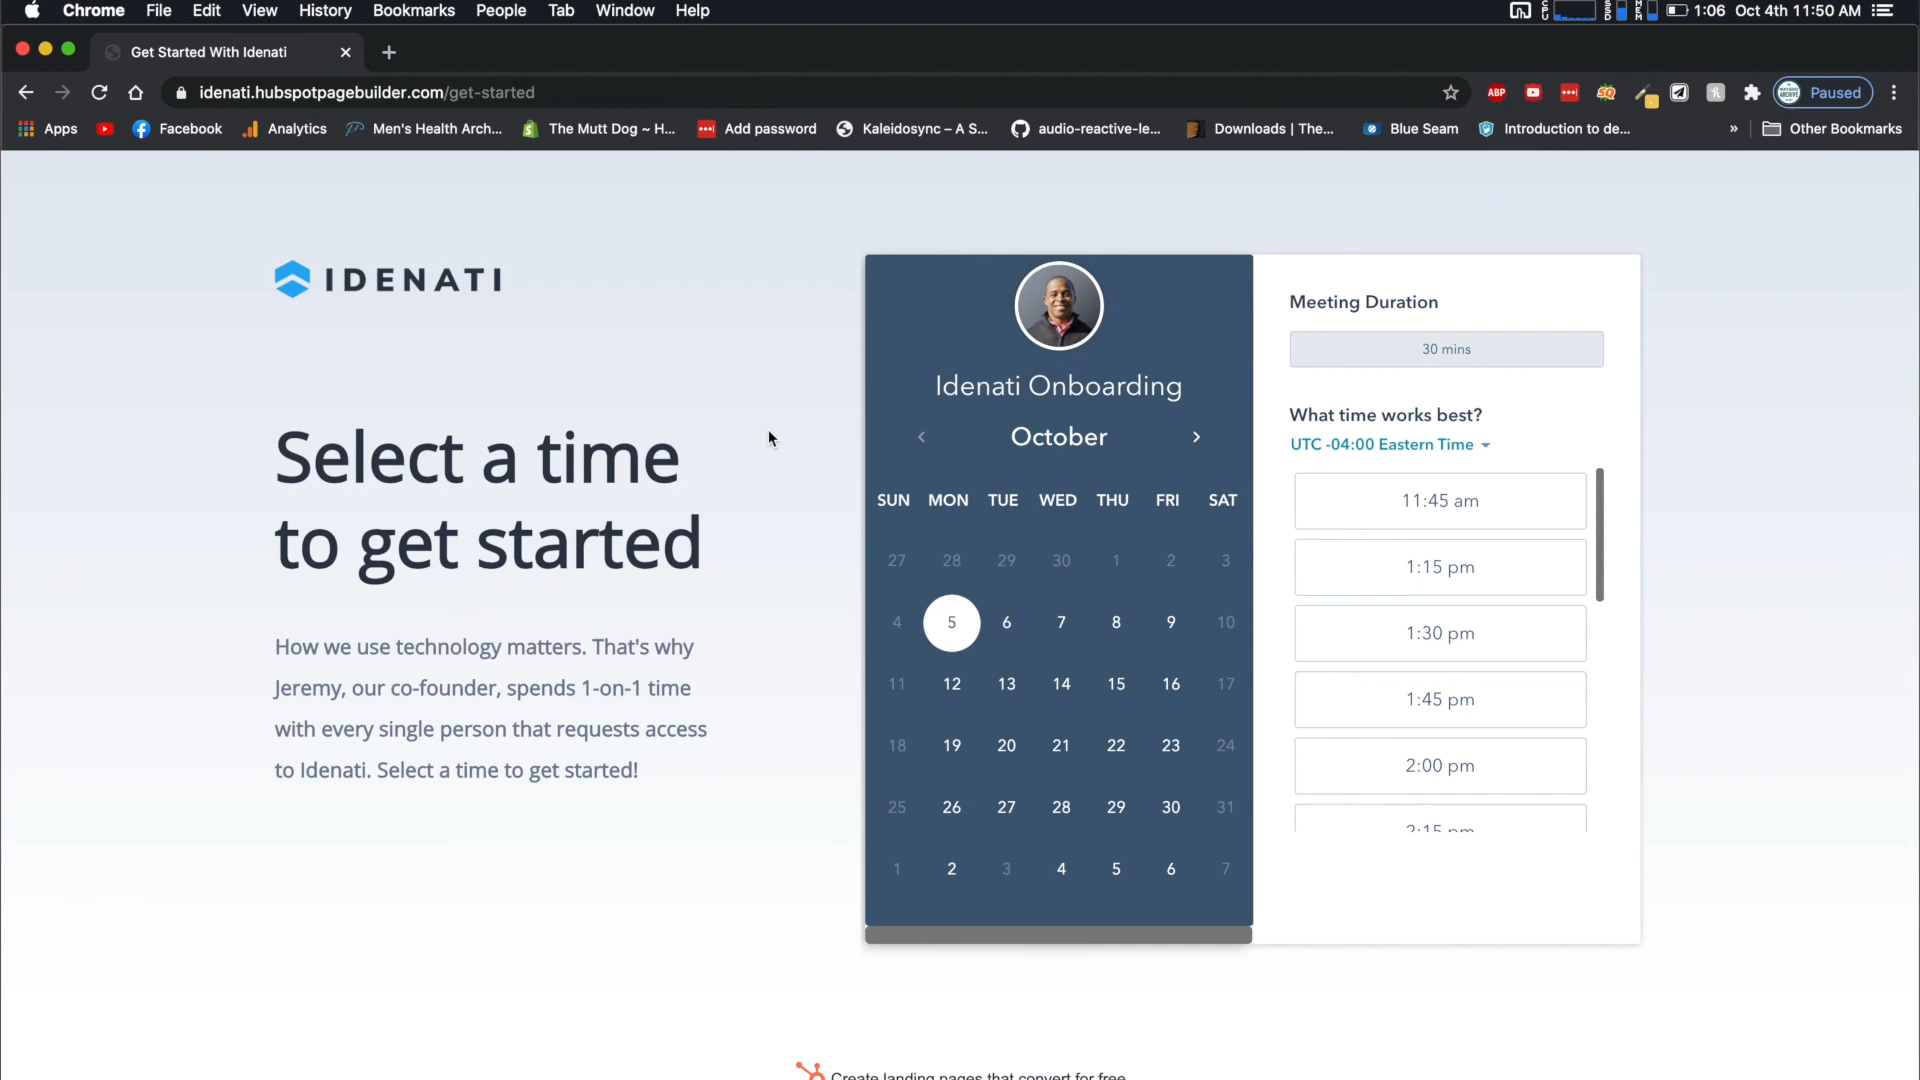 Chrome File Edit View History Bookmarks People Tab Window Help
CPU SSD MEM 1:06 Oct 4th 11:50 AM
Get Started With Idenati
idenati.hubspotpagebuilder.com/get-started
ABP SQ Paused
Apps Facebook Analytics Men's Health Arch... The Mutt Dog ~ H... Add password Kaleidosync – A S... audio-reactive-le... Downloads | The... Blue Seam Introduction to de... » Other Bookmarks
IDENATI
Select a time
to get started
How we use technology matters. That's why
Jeremy, our co-founder, spends 1-on-1 time
with every single person that requests access
to Idenati. Select a time to get started!
Idenati Onboarding
October
SUN MON TUE WED THU FRI SAT
27 28 29 30 1 2 3
4 5 6 7 8 9 10
11 12 13 14 15 16 17
18 19 20 21 22 23 24
25 26 27 28 29 30 31
1 2 3 4 5 6 7
Meeting Duration
30 mins
What time works best?
UTC -04:00 Eastern Time
11:45 am
1:15 pm
1:30 pm
1:45 pm
2:00 pm
2:15 pm
Create landing pages that convert for free